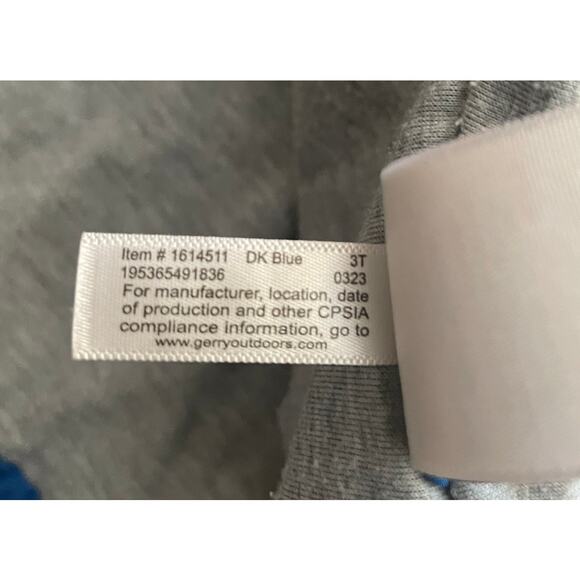 Item # 1614511 DK Blue 3T
195365491836 0323
For manufacturer, location, date
of production and other CPSIA
compliance information, go to
www.gerryoutdoors.com